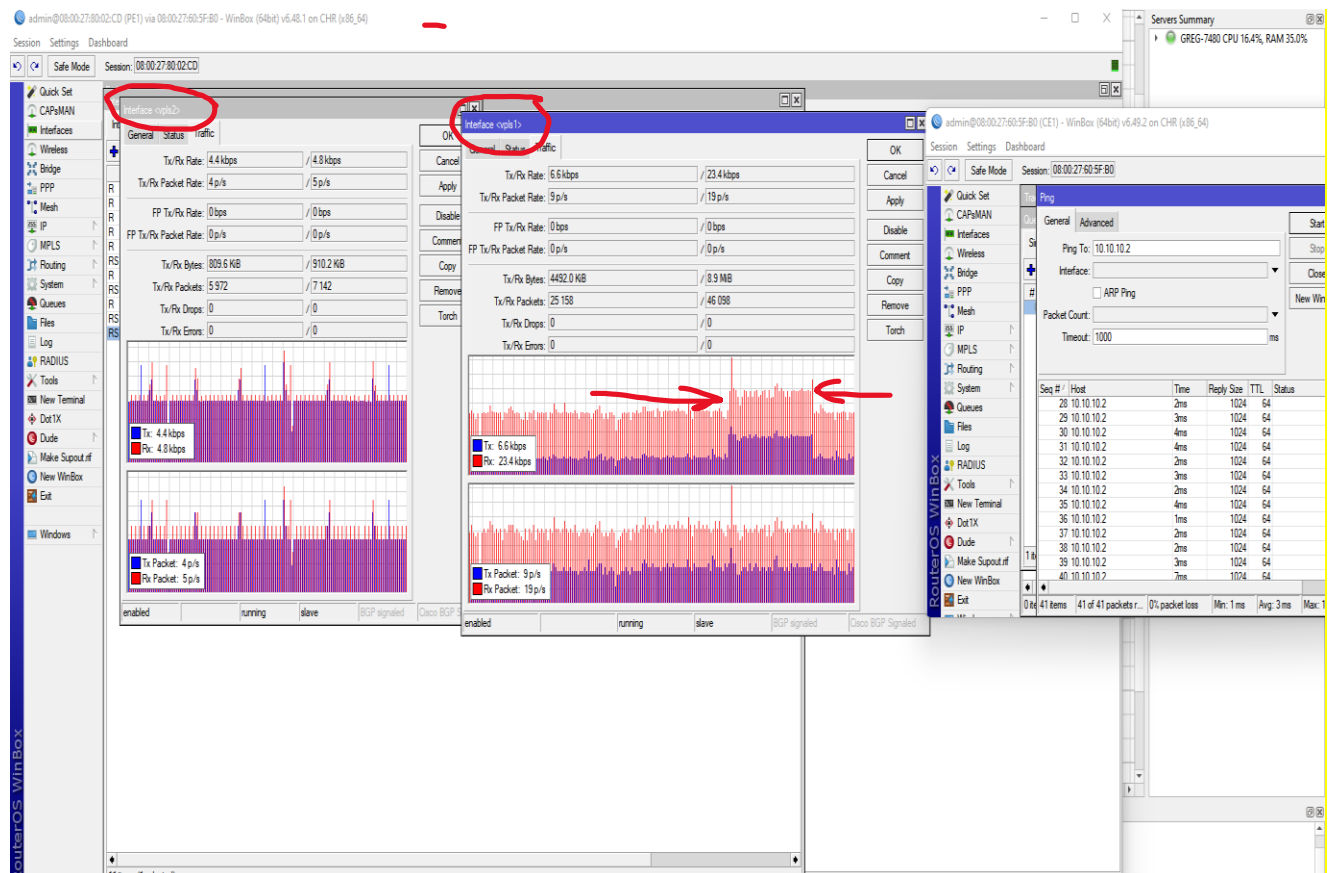 admin@08:00:27:80:02:CD (PE1) via 08:00:27:60:5F:B0 - WinBox (64bit) v6.48.1 on CHR (x86_64)
Session Settings Dashboard
Safe Mode Session: 08:00:27:80:02:CD
Quick Set
CAPsMAN
Interfaces
Wireless
Bridge
PPP
Mesh
IP
MPLS
Routing
System
Queues
Files
Log
RADIUS
Tools
New Terminal
Dot1X
Dude
Make Supout.rif
New WinBox
Exit
Windows
RouterOS WinBox
R
R
R
R
R
RS
R
RS
R
RS
RS
Interface <vpls2>
General Status Traffic
Tx/Rx Rate: 4.4 kbps / 4.8 kbps
Tx/Rx Packet Rate: 4 p/s / 5 p/s
FP Tx/Rx Rate: 0 bps / 0 bps
FP Tx/Rx Packet Rate: 0 p/s / 0 p/s
Tx/Rx Bytes: 809.6 KiB / 910.2 KiB
Tx/Rx Packets: 5 972 / 7 142
Tx/Rx Drops: 0 / 0
Tx/Rx Errors: 0 / 0
Tx: 4.4 kbps
Rx: 4.8 kbps
Tx Packet: 4 p/s
Rx Packet: 5 p/s
enabled running slave BGP signaled Cisco BGP S
OK
Cancel
Apply
Disable
Comment
Copy
Remove
Torch
Interface <vpls1>
General Status Traffic
Tx/Rx Rate: 6.6 kbps / 23.4 kbps
Tx/Rx Packet Rate: 9 p/s / 19 p/s
FP Tx/Rx Rate: 0 bps / 0 bps
FP Tx/Rx Packet Rate: 0 p/s / 0 p/s
Tx/Rx Bytes: 4492.0 KiB / 8.9 MiB
Tx/Rx Packets: 25 158 / 46 098
Tx/Rx Drops: 0 / 0
Tx/Rx Errors: 0 / 0
Tx: 6.6 kbps
Rx: 23.4 kbps
Tx Packet: 9 p/s
Rx Packet: 19 p/s
enabled running slave BGP signaled Cisco BGP Signaled
OK
Cancel
Apply
Disable
Comment
Copy
Remove
Torch
Servers Summary
GREG-7480 CPU 16.4%, RAM 35.0%
admin@08:00:27:60:5F:B0 (CE1) - WinBox (64bit) v6.49.2 on CHR (x86_64)
Session Settings Dashboard
Safe Mode Session: 08:00:27:60:5F:B0
Quick Set
CAPsMAN
Interfaces
Wireless
Bridge
PPP
Mesh
IP
MPLS
Routing
System
Queues
Files
Log
RADIUS
Tools
New Terminal
Dot1X
Dude
Make Supout.rif
New WinBox
Exit
RouterOS WinBox
Ping
General Advanced
Ping To: 10.10.10.2
Interface:
ARP Ping
Packet Count:
Timeout: 1000 ms
Start
Stop
Close
New Win
Seq # Host Time Reply Size TTL Status
28 10.10.10.2 2ms 1024 64
29 10.10.10.2 3ms 1024 64
30 10.10.10.2 4ms 1024 64
31 10.10.10.2 4ms 1024 64
32 10.10.10.2 2ms 1024 64
33 10.10.10.2 3ms 1024 64
34 10.10.10.2 2ms 1024 64
35 10.10.10.2 4ms 1024 64
36 10.10.10.2 1ms 1024 64
37 10.10.10.2 2ms 1024 64
38 10.10.10.2 2ms 1024 64
39 10.10.10.2 3ms 1024 64
40 10.10.10.2 7ms 1024 64
41 items 41 of 41 packets r... 0% packet loss Min: 1 ms Avg: 3 ms Max: 1